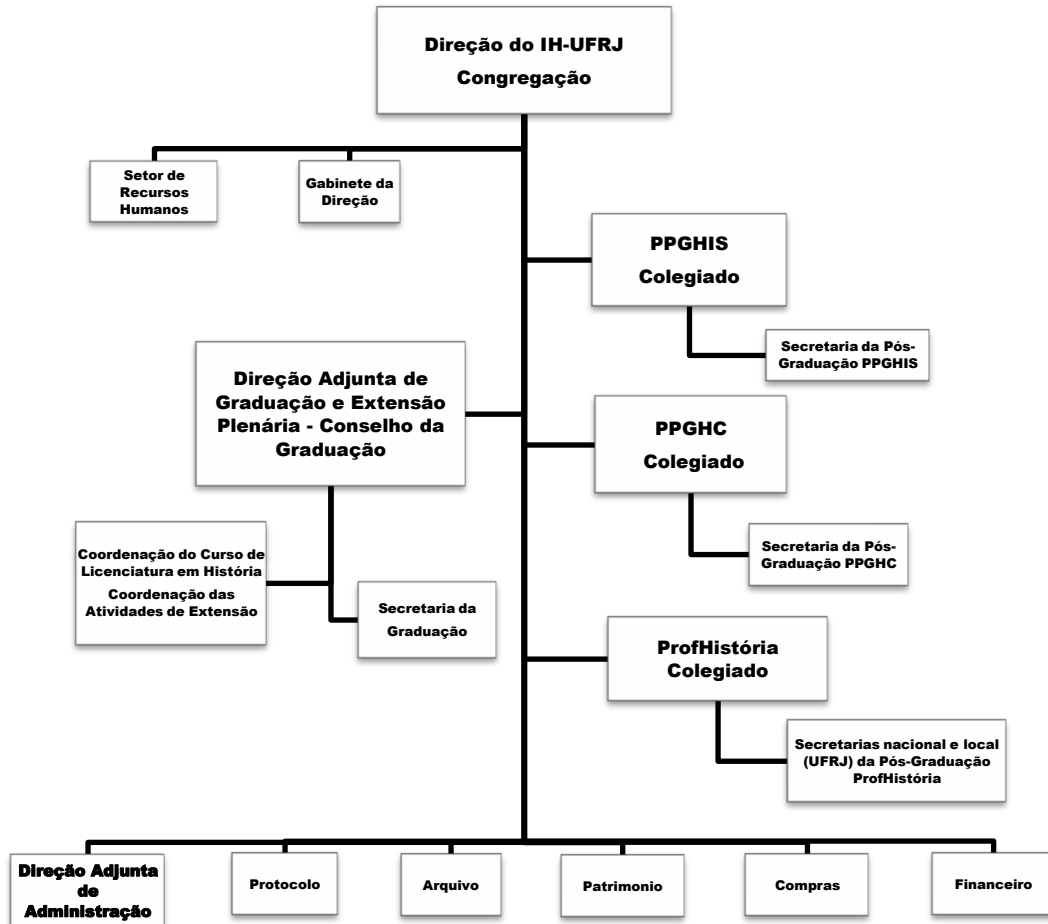 Direção do IH-UFRJ
Congregação
Setor de
Recursos
Humanos
Gabinete da
Direção
PPGHIS
Colegiado
Secretaria da Pós-
Graduação PPGHIS
Direção Adjunta de
Graduação e Extensão
Plenária - Conselho da
Graduação
PPGHC
Colegiado
Secretaria da Pós-
Graduação PPGHC
Coordenação do Curso de
Licenciatura em História
Coordenação das
Atividades de Extensão
Secretaria da
Graduação
ProfHistória
Colegiado
Secretarias nacional e local
(UFRJ) da Pós-Graduação
ProfHistória
Direção Adjunta
de
Administração
Protocolo
Arquivo
Patrimonio
Compras
Financeiro